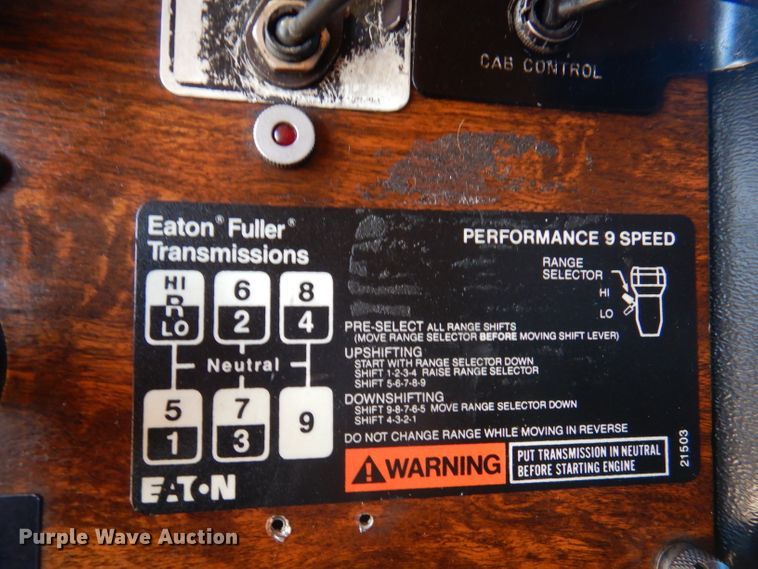 CAB CONTROL
Eaton® Fuller®
Transmissions
PERFORMANCE 9 SPEED
RANGE
SELECTOR
HI
LO
HI
R
LO
6
2
8
4
Neutral
5
1
7
3
9
PRE-SELECT ALL RANGE SHIFTS
(MOVE RANGE SELECTOR BEFORE MOVING SHIFT LEVER)
UPSHIFTING
START WITH RANGE SELECTOR DOWN
SHIFT 1-2-3-4 RAISE RANGE SELECTOR
SHIFT 5-6-7-8-9
DOWNSHIFTING
SHIFT 9-8-7-6-5 MOVE RANGE SELECTOR DOWN
SHIFT 4-3-2-1
DO NOT CHANGE RANGE WHILE MOVING IN REVERSE
WARNING
PUT TRANSMISSION IN NEUTRAL
BEFORE STARTING ENGINE
21503
EATON
Purple Wave Auction